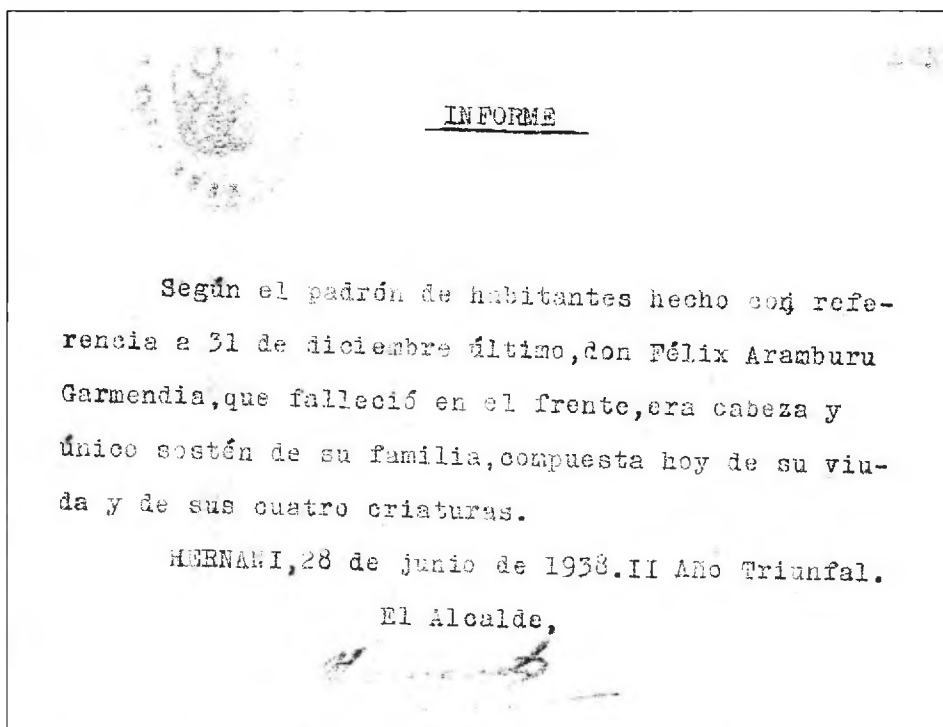 INFORME
Según el padrón de habitantes hecho con refe-
rencia a 31 de diciembre último,don Félix Aramburu
Garmendia,que falleció en el frente,era cabeza y
único sostén de su familia,compuesta hoy de su viu-
da y de sus cuatro criaturas.
HERNANI,28 de junio de 1938.II Año Triunfal.
El Alcalde,